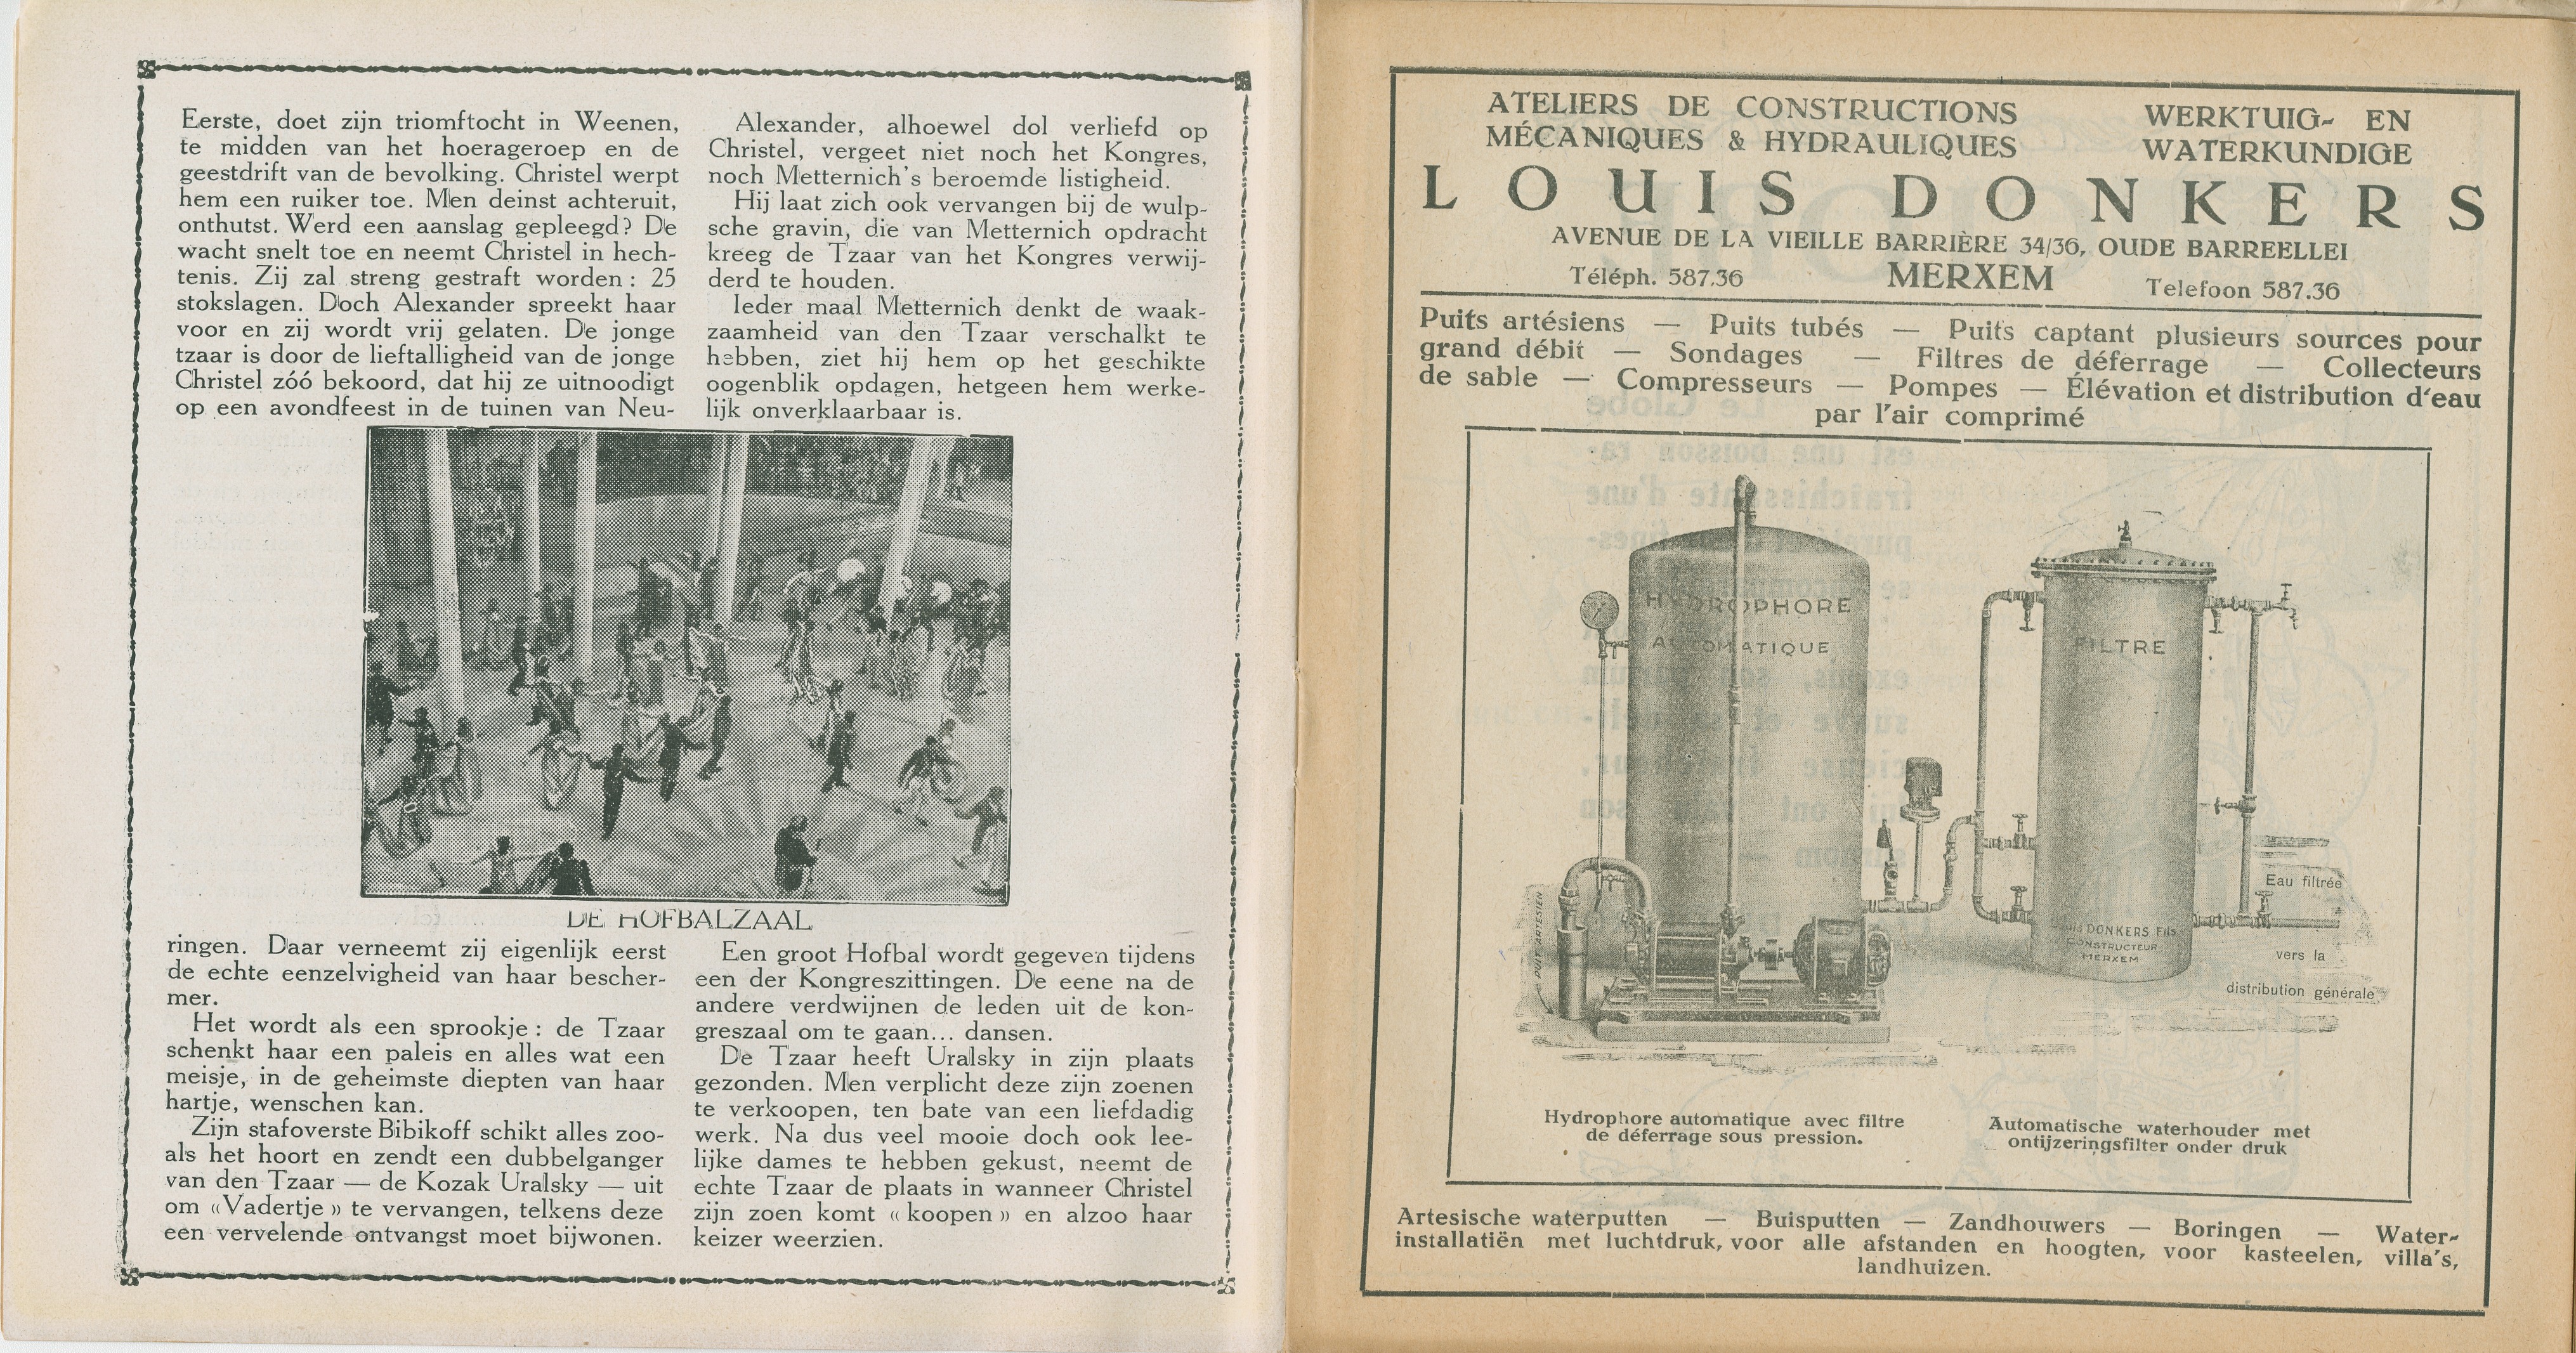 Eerste, doet zijn triomftocht in Weenen,
te midden van het hoerageroep en de
geestdrift van de bevolking. Christel werpt
hem een ruiker toe. Men deinst achteruit,
onthutst. Werd een aanslag gepleegd? De
wacht snelt toe en neemt Christel in hech-
tenis. Zij zal streng gestraft worden : 25
stokslagen. Doch Alexander spreekt haar
voor en zij wordt vrij gelaten. De jonge
tzaar is door de lieftalligheid van de jonge
Christel zóó bekoord, dat hij ze uitnoodigt
op een avondfeest in de tuinen van Neu-
Alexander, alhoewel dol verliefd op
Christel, vergeet niet noch het Kongres,
noch Metternich's beroemde listigheid.
Hij laat zich ook vervangen bij de wulp-
sche gravin, die van Metternich opdracht
kreeg de Tzaar van het Kongres verwij-
derd te houden.
Ieder maal Metternich denkt de waak-
zaamheid van den Tzaar verschalkt te
hebben, ziet hij hem op het geschikte
oogenblik opdagen, hetgeen hem werke-
lijk onverklaarbaar is.
DE HOFBALZAAL
ringen. Daar verneemt zij eigenlijk eerst
de echte eenzelvigheid van haar bescher-
mer.
Het wordt als een sprookje : de Tzaar
schenkt haar een paleis en alles wat een
meisje, in de geheimste diepten van haar
hartje, wenschen kan.
Zijn stafoverste Bibikoff schikt alles zoo-
als het hoort en zendt een dubbelganger
van den Tzaar — de Kozak Uralsky — uit
om «Vadertje» te vervangen, telkens deze
een vervelende ontvangst moet bijwonen.
Een groot Hofbal wordt gegeven tijdens
een der Kongreszittingen. De eene na de
andere verdwijnen de leden uit de kon-
greszaal om te gaan... dansen.
De Tzaar heeft Uralsky in zijn plaats
gezonden. Men verplicht deze zijn zoenen
te verkoopen, ten bate van een liefdadig
werk. Na dus veel mooie doch ook lee-
lijke dames te hebben gekust, neemt de
echte Tzaar de plaats in wanneer Christel
zijn zoen komt «koopen» en alzoo haar
keizer weerzien.
ATELIERS DE CONSTRUCTIONS
MÉCANIQUES & HYDRAULIQUES
WERKTUIG- EN
WATERKUNDIGE
LOUIS DONKERS
AVENUE DE LA VIEILLE BARRIÈRE 34/36, OUDE BARREELLEI
Téléph. 587.36 MERXEM Telefoon 587.36
Puits artésiens — Puits tubés — Puits captant plusieurs sources pour
grand débit — Sondages — Filtres de déferrage — Collecteurs
de sable — Compresseurs — Pompes — Élévation et distribution d'eau
par l'air comprimé
HYDROPHORE
AUTOMATIQUE
FILTRE
PUIT ARTESIEN
Louis DONKERS Fils
CONSTRUCTEUR
MERXEM
Eau filtrée
vers la
distribution générale
Hydrophore automatique avec filtre
de déferrage sous pression.
Automatische waterhouder met
ontijzeringsfilter onder druk
Artesische waterputten — Buisputten — Zandhouwers — Boringen — Water-
installatiën met luchtdruk, voor alle afstanden en hoogten, voor kasteelen, villa's,
landhuizen.